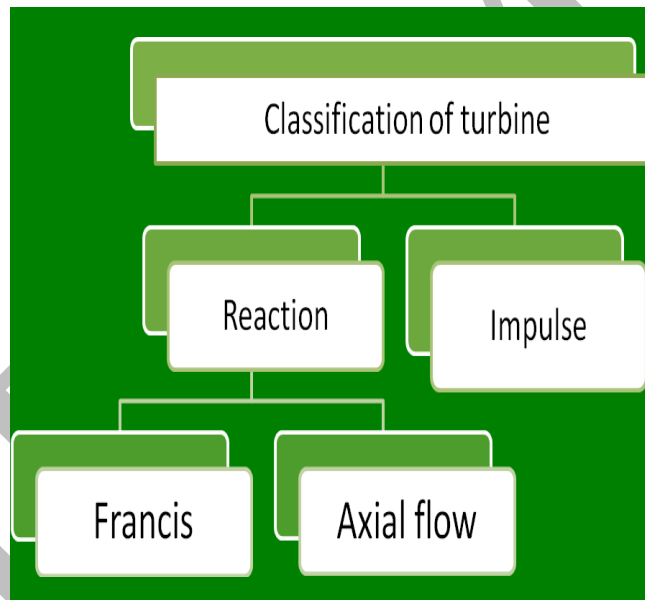 Classification of turbine
Reaction
Impulse
Francis
Axial flow